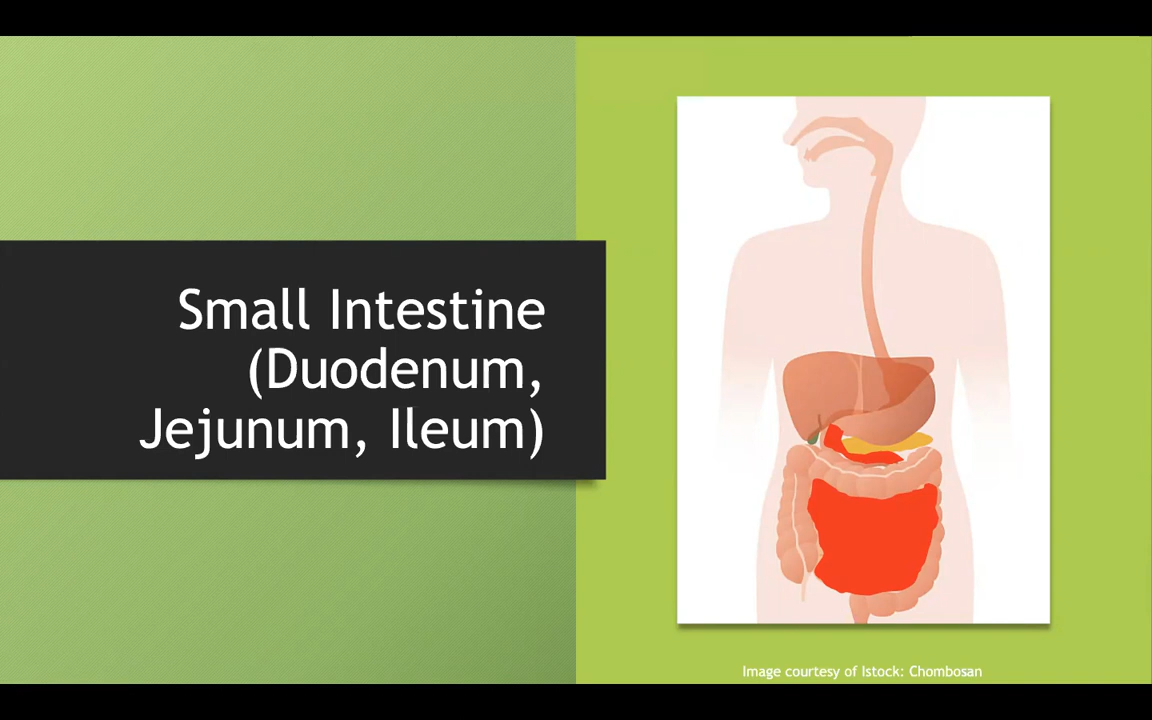 Small Intestine
(Duodenum,
Jejunum, Ileum)
Image courtesy of Istock: Chombosan